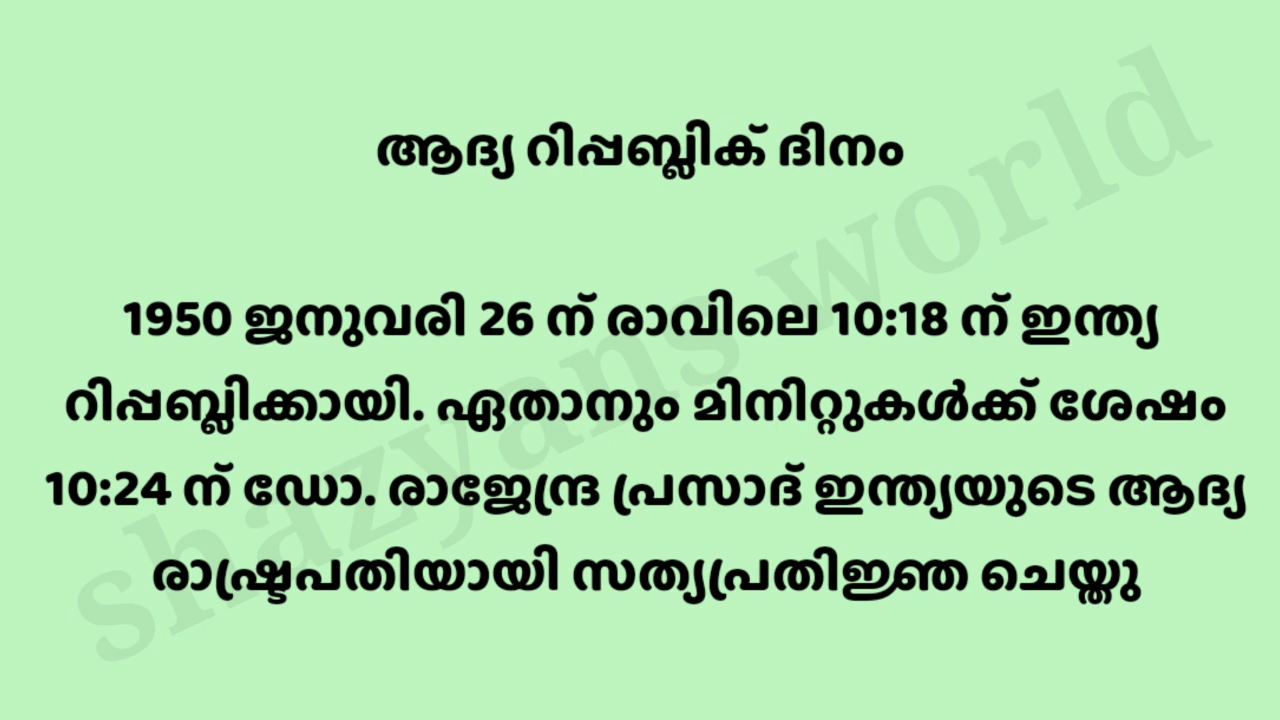 ആദ്യ റിപ്പബ്ലിക് ദിനം
1950 ജനുവരി 26 ന് രാവിലെ 10:18 ന് ഇന്ത്യ
റിപ്പബ്ലിക്കായി. ഏതാനും മിനിറ്റുകൾക്ക് ശേഷം
10:24 ന് ഡോ. രാജേന്ദ്ര പ്രസാദ് ഇന്ത്യയുടെ ആദ്യ
രാഷ്ട്രപതിയായി സത്യപ്രതിജ്ഞ ചെയ്തു
shazyans world